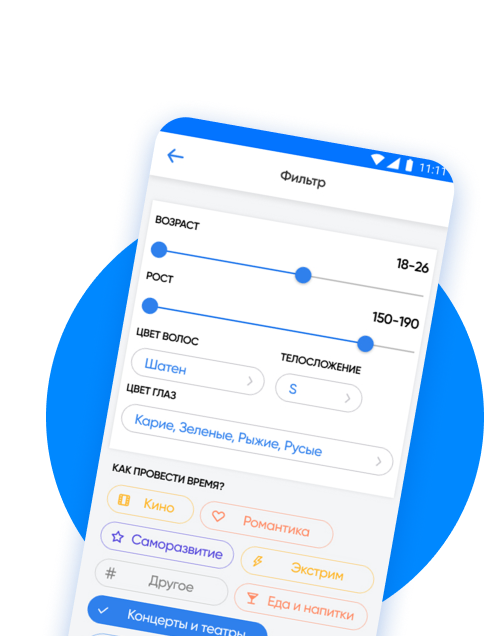 11:11
Фильтр
ВОЗРАСТ
18-26
РОСТ
150-190
ЦВЕТ ВОЛОС
ТЕЛОСЛОЖЕНИЕ
Шатен
S
ЦВЕТ ГЛАЗ
Карие, Зеленые, Рыжие, Русые
КАК ПРОВЕСТИ ВРЕМЯ?
Кино
Романтика
Саморазвитие
Экстрим
# Другое
Еда и напитки
Концерты и театры